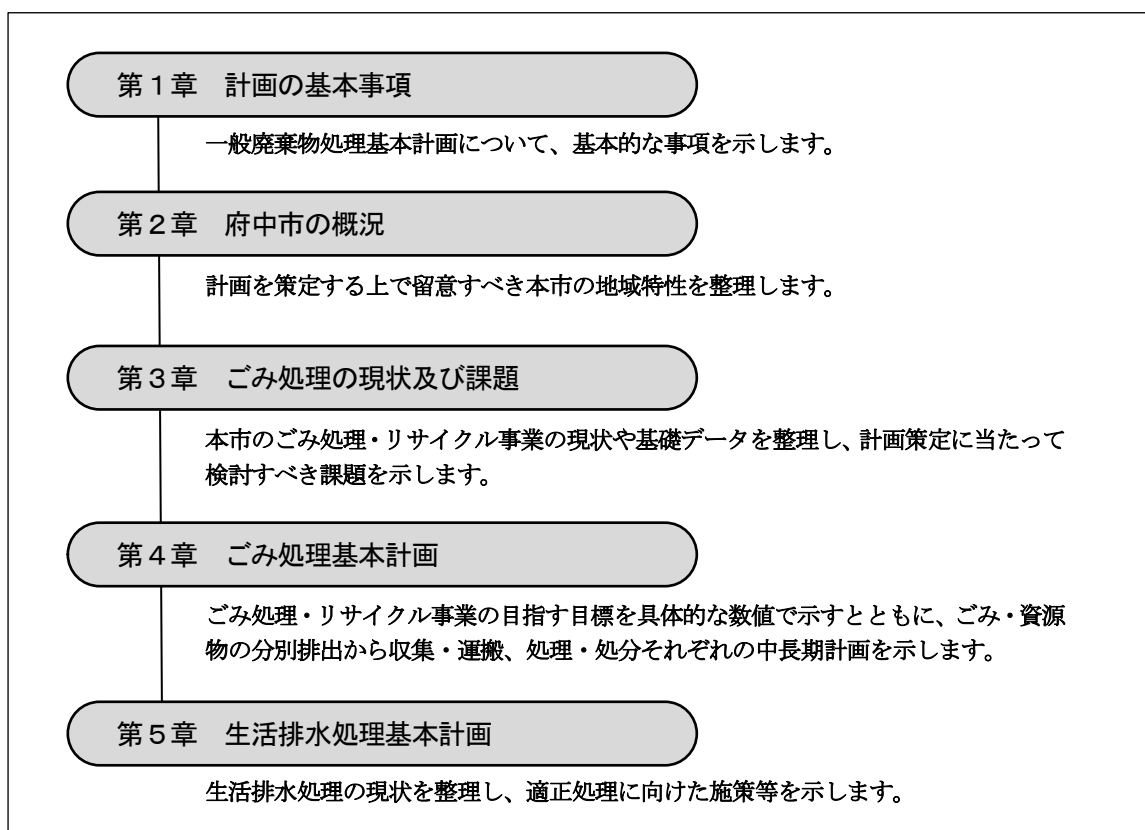 第１章　計画の基本事項
一般廃棄物処理基本計画について、基本的な事項を示します。
第２章　府中市の概況
計画を策定する上で留意すべき本市の地域特性を整理します。
第３章　ごみ処理の現状及び課題
本市のごみ処理・リサイクル事業の現状や基礎データを整理し、計画策定に当たって
検討すべき課題を示します。
第４章　ごみ処理基本計画
ごみ処理・リサイクル事業の目指す目標を具体的な数値で示すとともに、ごみ・資源
物の分別排出から収集・運搬、処理・処分それぞれの中長期計画を示します。
第５章　生活排水処理基本計画
生活排水処理の現状を整理し、適正処理に向けた施策等を示します。